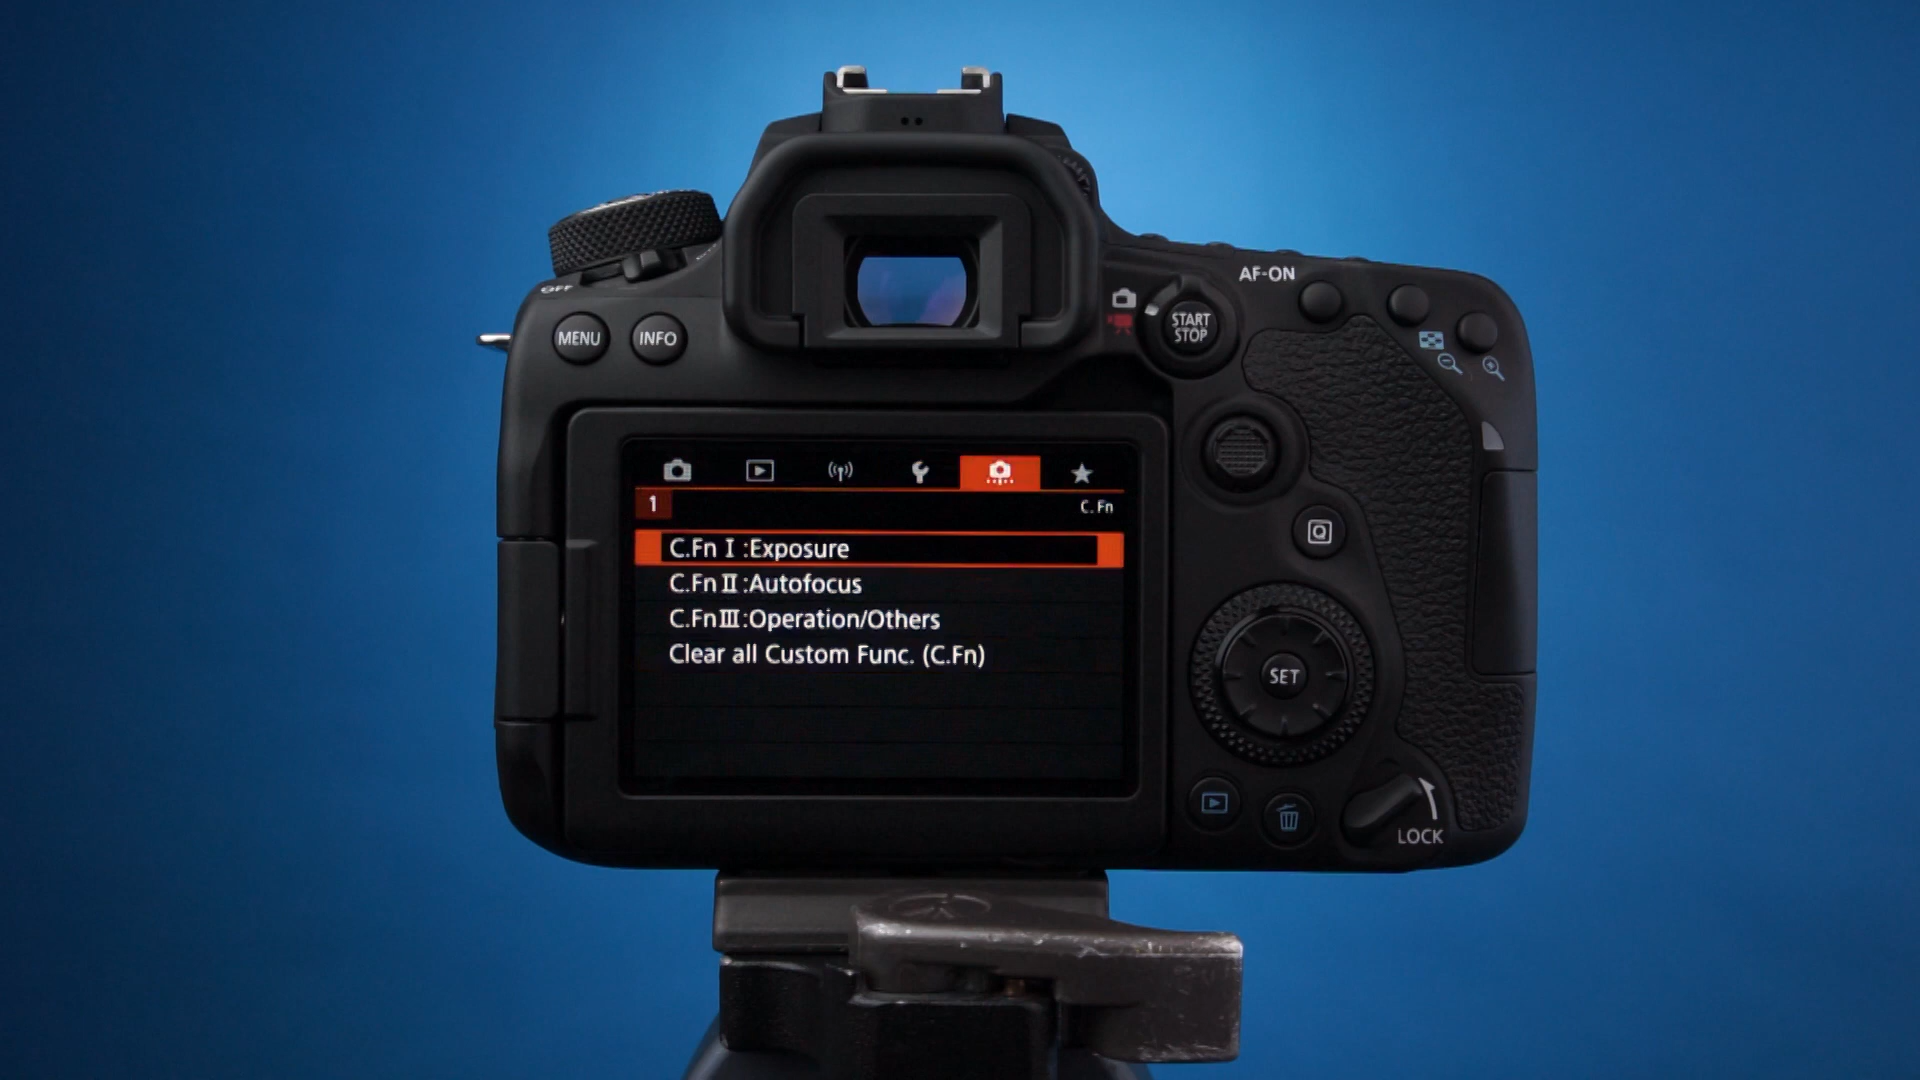 OFF
MENU INFO
AF-ON
START
STOP
1
C.Fn
C.Fn I :Exposure
C.Fn II :Autofocus
C.Fn III :Operation/Others
Clear all Custom Func. (C.Fn)
Q
SET
LOCK